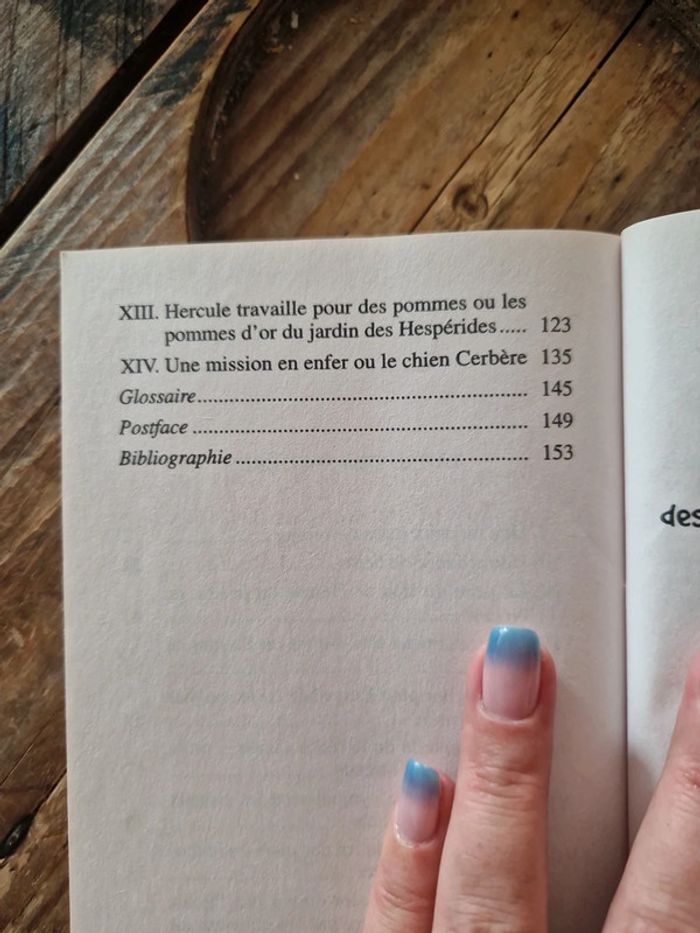 XIII. Hercule travaille pour des pommes ou les
pommes d'or du jardin des Hespérides..... 123
XIV. Une mission en enfer ou le chien Cerbère 135
Glossaire............................................................. 145
Postface .............................................................. 149
Bibliographie ...................................................... 153
des